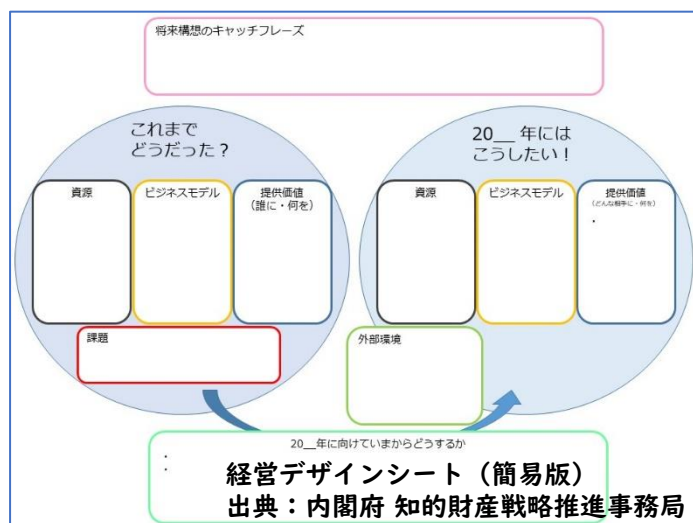 将来構想のキャッチフレーズ
これまで
どうだった？
資源
ビジネスモデル
提供価値
（誰に・何を）
課題
20__ 年には
こうしたい！
資源
ビジネスモデル
提供価値
（どんな相手に・何を）
・
外部環境
20__年に向けていまからどうするか
・
・
経営デザインシート（簡易版）
出典：内閣府 知的財産戦略推進事務局